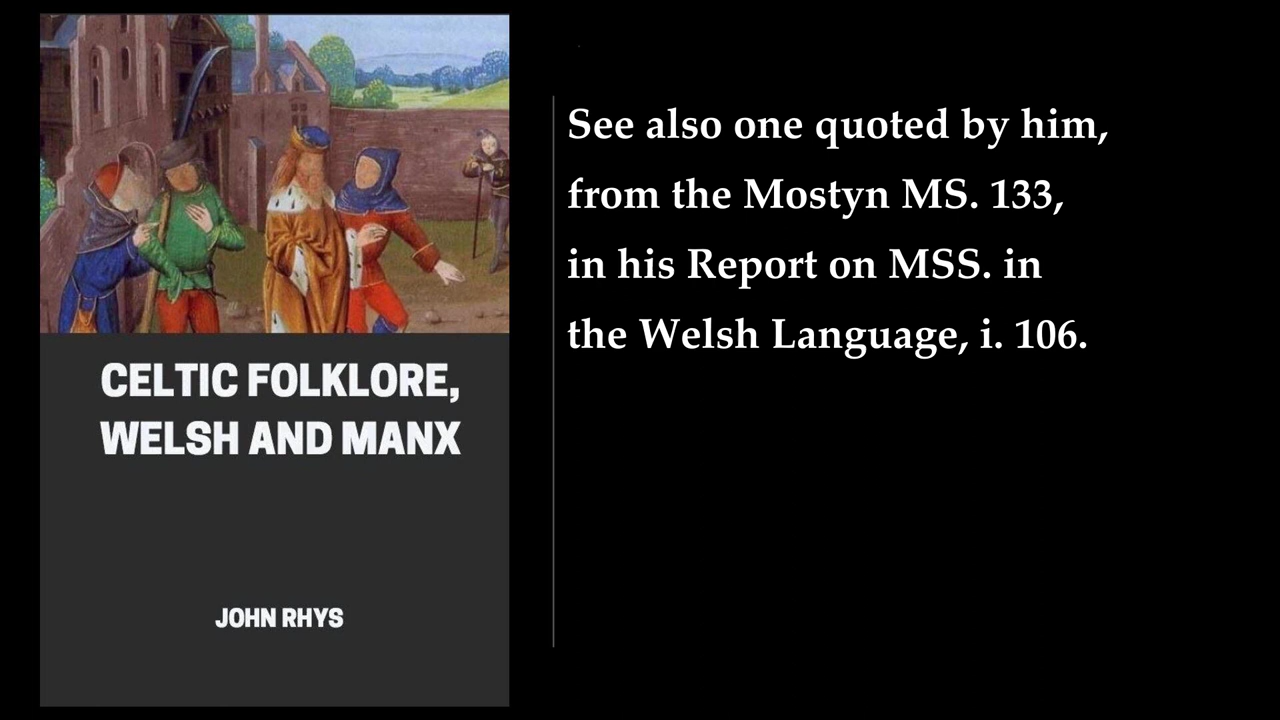 CELTIC FOLKLORE,
WELSH AND MANX
JOHN RHYS
See also one quoted by him,
from the Mostyn MS. 133,
in his Report on MSS. in
the Welsh Language, i. 106.